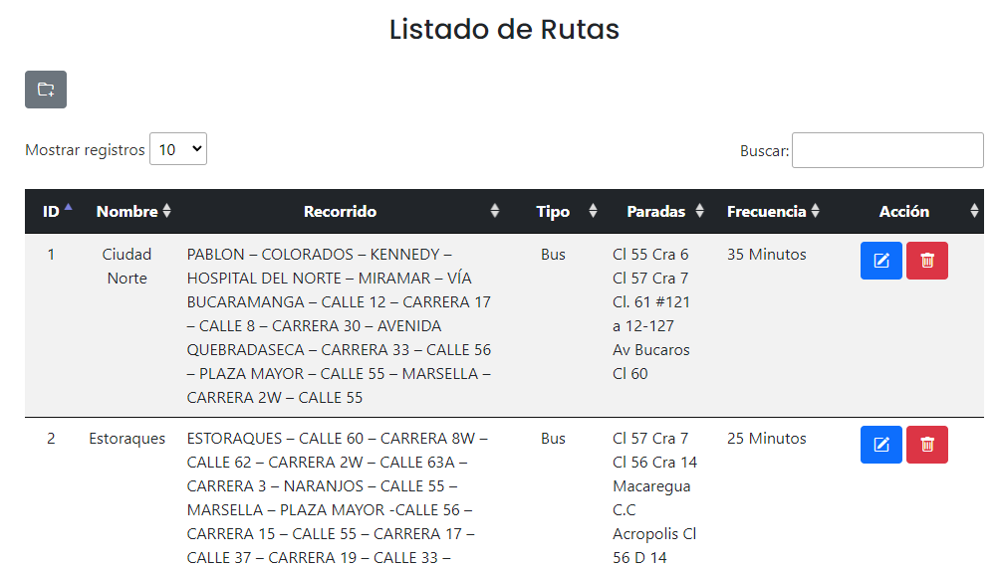 Listado de Rutas
Mostrar registros 10
Buscar:
ID Nombre Recorrido Tipo Paradas Frecuencia Acción
1 Ciudad PABLON – COLORADOS – KENNEDY – Bus Cl 55 Cra 6 35 Minutos
Norte HOSPITAL DEL NORTE – MIRAMAR – VÍA Cl 57 Cra 7
BUCARAMANGA – CALLE 12 – CARRERA 17 Cl. 61 #121
– CALLE 8 – CARRERA 30 – AVENIDA a 12-127
QUEBRADASECA – CARRERA 33 – CALLE 56 Av Bucaros
– PLAZA MAYOR – CALLE 55 – MARSELLA – Cl 60
CARRERA 2W – CALLE 55
2 Estoraques ESTORAQUES – CALLE 60 – CARRERA 8W – Bus Cl 57 Cra 7 25 Minutos
CALLE 62 – CARRERA 2W – CALLE 63A – Cl 56 Cra 14
CARRERA 3 – NARANJOS – CALLE 55 – Macaregua
MARSELLA – PLAZA MAYOR -CALLE 56 – C.C
CARRERA 15 – CALLE 55 – CARRERA 17 – Acropolis Cl
CALLE 37 – CARRERA 19 – CALLE 33 – 56 D 14